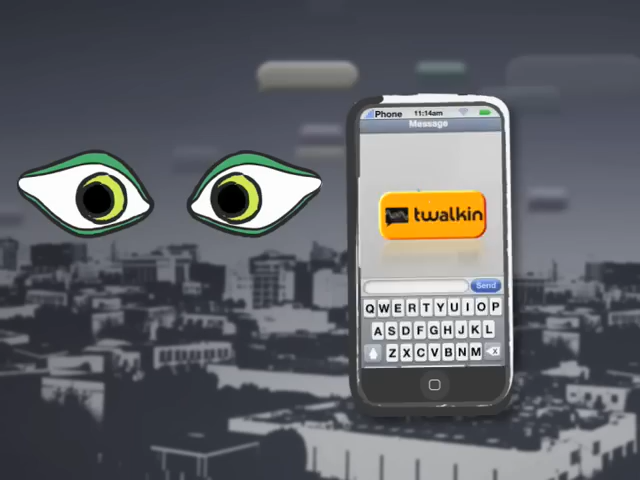 Phone 11:14am
Message
twalkin
Send
QWERTYUIOP
ASDFGHJKL
ZXCVBNM